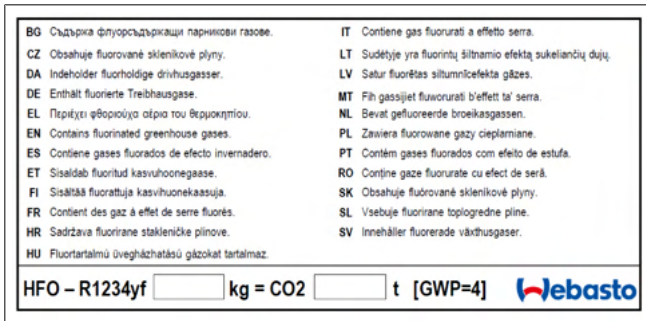 BG Съдържа флуорсъдържащи парникови газове.
CZ Obsahuje fluorované skleníkové plyny.
DA Indeholder fluorholdige drivhusgasser.
DE Enthält fluorierte Treibhausgase.
EL Περιέχει φθοριούχα αέρια του θερμοκηπίου.
EN Contains fluorinated greenhouse gases.
ES Contiene gases fluorados de efecto invernadero.
ET Sisaldab fluoritud kasvuhoonegaase.
FI Sisältää fluorattuja kasvihuonekaasuja.
FR Contient des gaz à effet de serre fluorés.
HR Sadržava fluorirane stakleničke plinove.
HU Fluortartalmú üvegházhatású gázokat tartalmaz.
IT Contiene gas fluorurati a effetto serra.
LT Sudėtyje yra fluorintų šiltnamio efektą sukeliančių dujų.
LV Satur fluorētas siltumnīcefekta gāzes.
MT Fih gassijiet fluworurati b'effett ta' serra.
NL Bevat gefluoreerde broeikasgassen.
PL Zawiera fluorowane gazy cieplarniane.
PT Contém gases fluorados com efeito de estufa.
RO Conține gaze fluorurate cu efect de seră.
SK Obsahuje fluórované skleníkové plyny.
SL Vsebuje fluorirane toplogredne pline.
SV Innehåller fluorerade växthusgaser.
HFO – R1234yf kg = CO2 t [GWP=4] Webasto